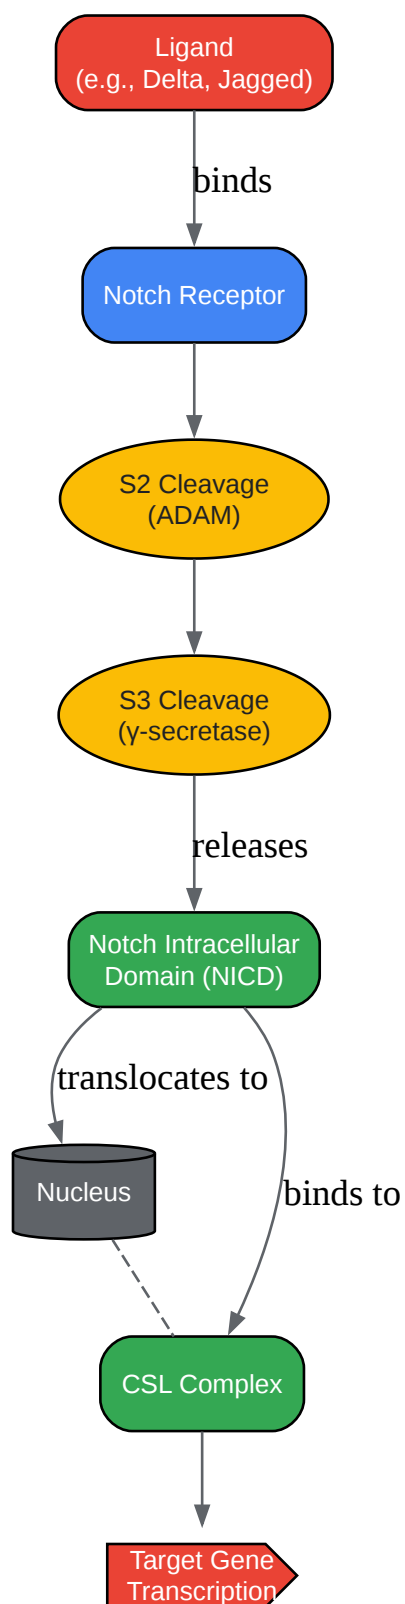 Ligand
(e.g., Delta, Jagged)
binds
Notch Receptor
S2 Cleavage
(ADAM)
S3 Cleavage
(γ-secretase)
releases
Notch Intracellular
Domain (NICD)
translocates to
Nucleus
binds to
CSL Complex
Target Gene
Transcription